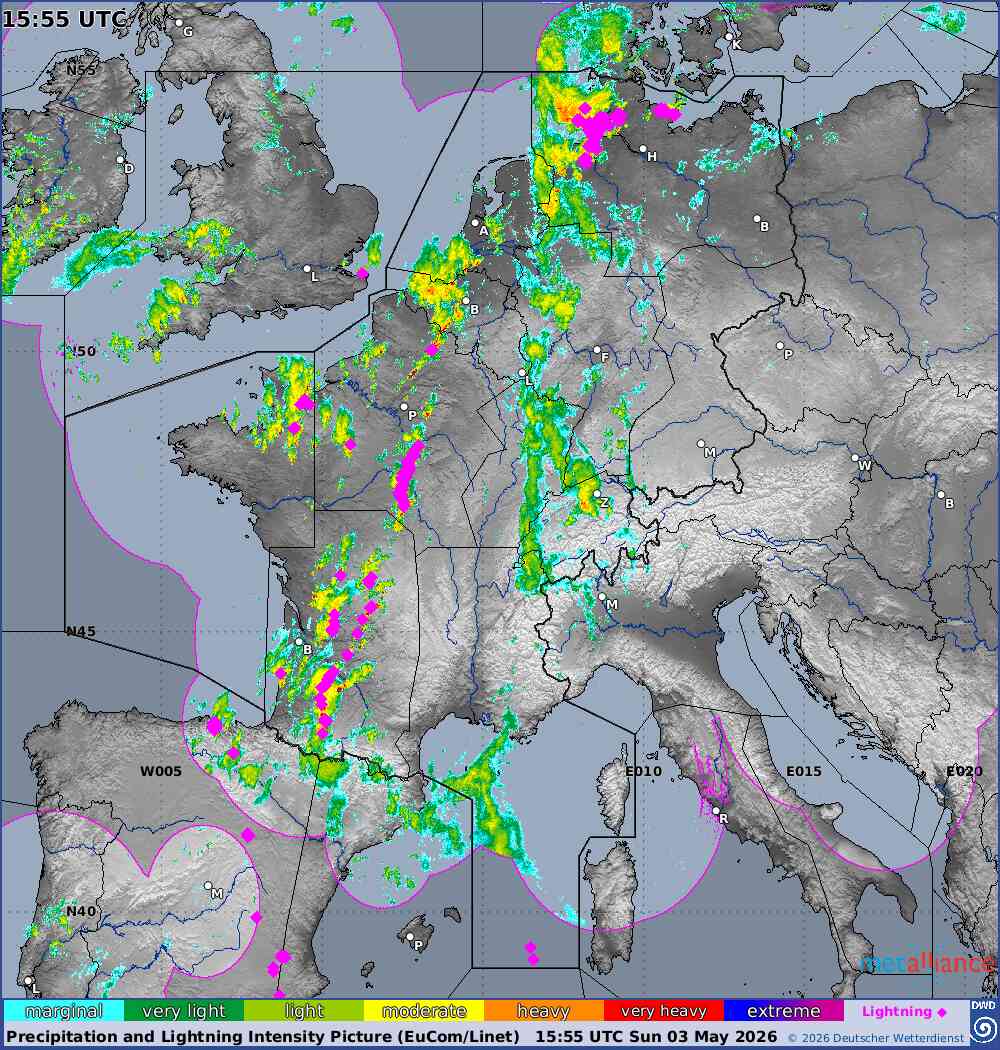 15:55 UTC
G
K
N55
D
H
A
B
L
B
N50
P
F
L
P
M
W
Z
B
M
N45
B
W005
E010
E015
E020
R
M
N40
P
L
metalliance
marginal very light light moderate heavy very heavy extreme Lightning
DWD
Precipitation and Lightning Intensity Picture (EuCom/Linet) 15:55 UTC Sun 03 May 2026 © 2026 Deutscher Wetterdienst